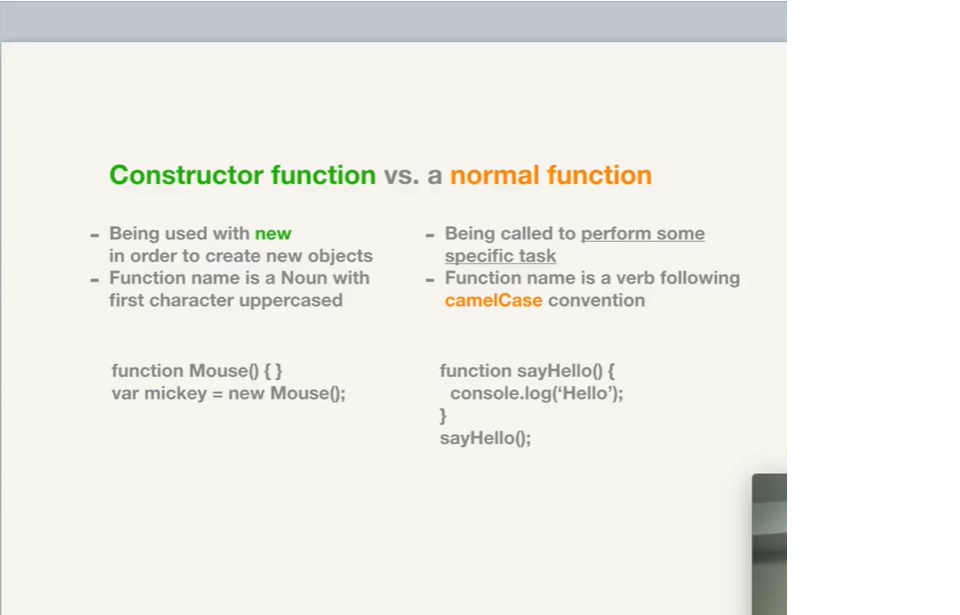 Constructor function vs. a normal function
- Being used with new
in order to create new objects
- Function name is a Noun with
first character uppercased
function Mouse() { }
var mickey = new Mouse();
- Being called to perform some
specific task
- Function name is a verb following
camelCase convention
function sayHello() {
console.log(‘Hello’);
}
sayHello();